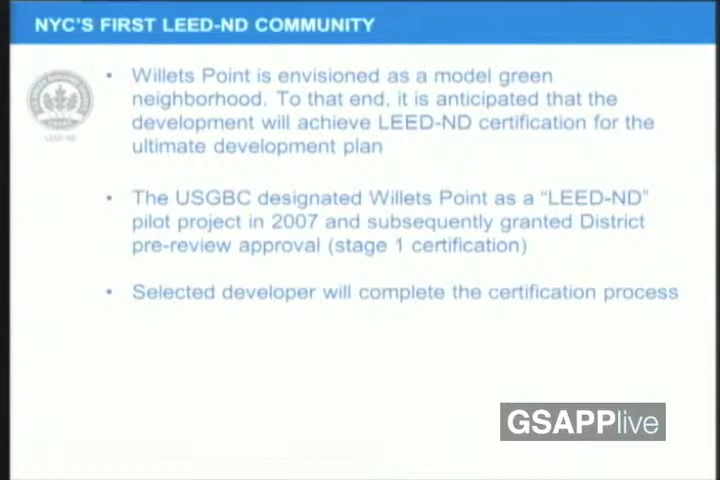 NYC'S FIRST LEED-ND COMMUNITY
• Willets Point is envisioned as a model green
neighborhood. To that end, it is anticipated that the
development will achieve LEED-ND certification for the
ultimate development plan
• The USGBC designated Willets Point as a “LEED-ND”
pilot project in 2007 and subsequently granted District
pre-review approval (stage 1 certification)
• Selected developer will complete the certification process
GSAPPlive